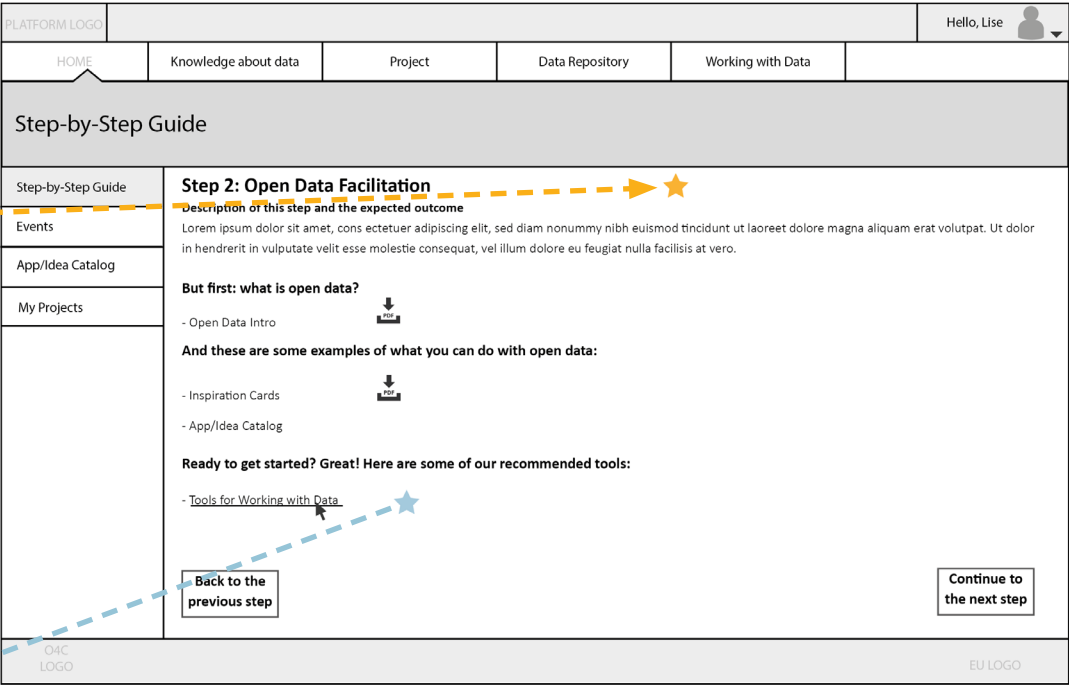 PLATFORM LOGO
Hello, Lise
HOME
Knowledge about data
Project
Data Repository
Working with Data
Step-by-Step Guide
Step-by-Step Guide
Events
App/Idea Catalog
My Projects
Step 2: Open Data Facilitation
Description of this step and the expected outcome
Lorem ipsum dolor sit amet, cons ectetuer adipiscing elit, sed diam nonummy nibh euismod tincidunt ut laoreet dolore magna aliquam erat volutpat. Ut dolor
in hendrerit in vulputate velit esse molestie consequat, vel illum dolore eu feugiat nulla facilisis at vero.
But first: what is open data?
- Open Data Intro
PDF
And these are some examples of what you can do with open data:
- Inspiration Cards
PDF
- App/Idea Catalog
Ready to get started? Great! Here are some of our recommended tools:
- Tools for Working with Data
Back to the
previous step
Continue to
the next step
O4C
LOGO
EU LOGO